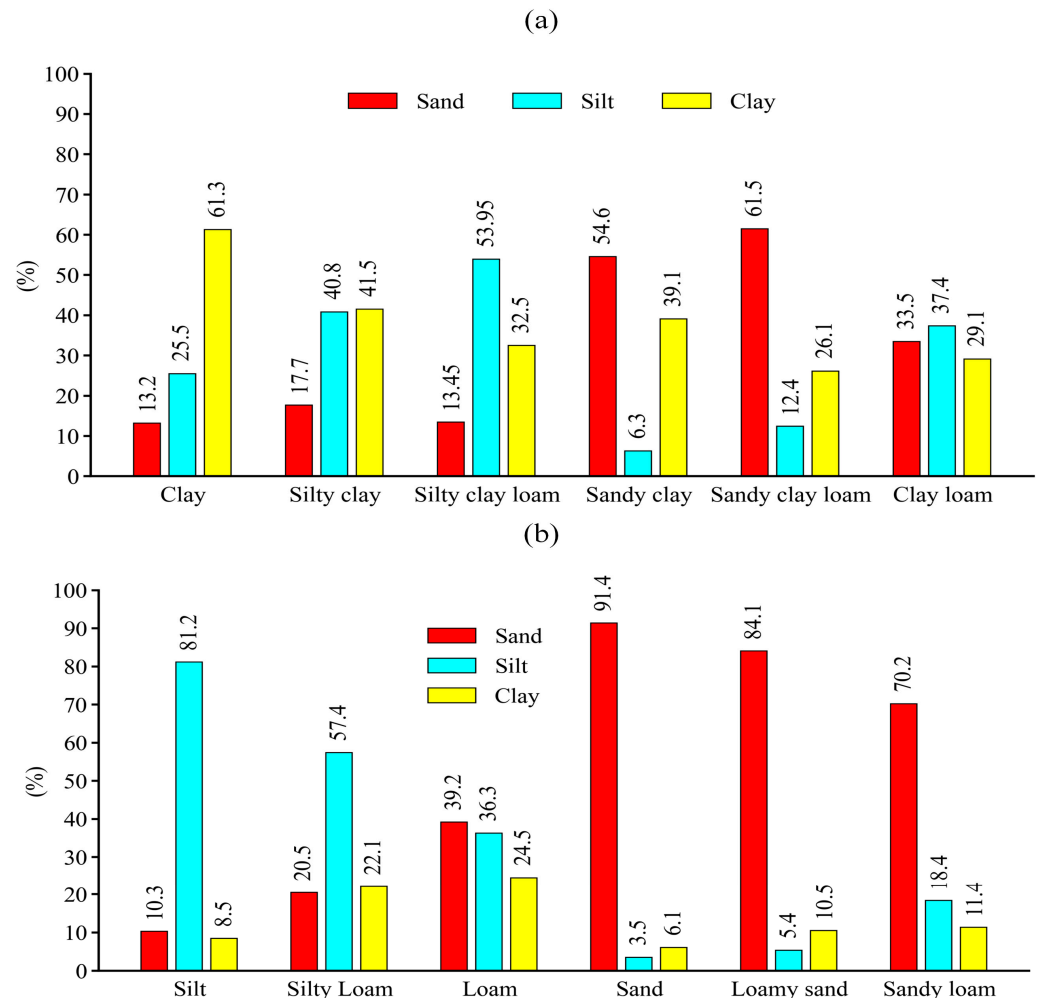 (a)
100
90
80
70
60
50
40
30
20
10
0
(%)
Sand Silt Clay
13.2 25.5 61.3
17.7 40.8 41.5
13.45 53.95 32.5
54.6 6.3 39.1
61.5 12.4 26.1
33.5 37.4 29.1
Clay Silty clay Silty clay loam Sandy clay Sandy clay loam Clay loam
(b)
100
90
80
70
60
50
40
30
20
10
0
(%)
Sand
Silt
Clay
10.3 81.2 8.5
20.5 57.4 22.1
39.2 36.3 24.5
91.4 3.5 6.1
84.1 5.4 10.5
70.2 18.4 11.4
Silt Silty Loam Loam Sand Loamy sand Sandy loam